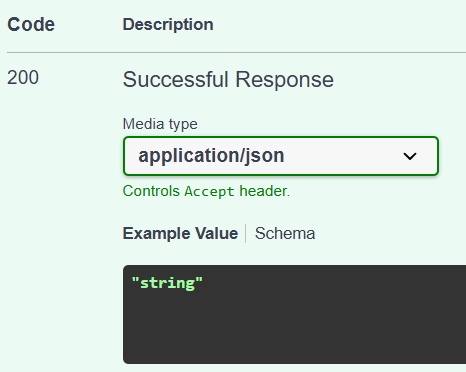 Code Description
200 Successful Response
Media type
application/json
Controls Accept header.
Example Value Schema
"string"